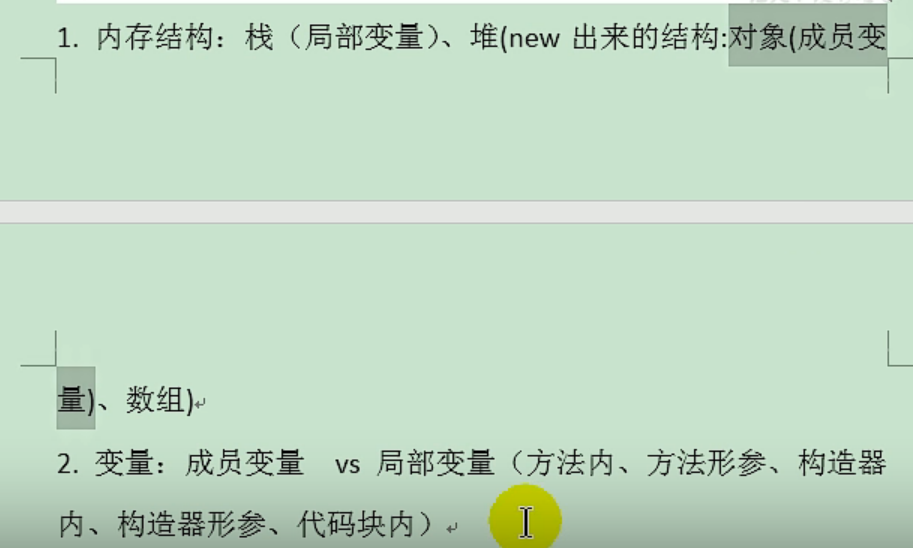 1. 内存结构：栈（局部变量）、堆(new 出来的结构:对象(成员变
量)、数组)
2. 变量：成员变量 vs 局部变量（方法内、方法形参、构造器
内、构造器形参、代码块内）